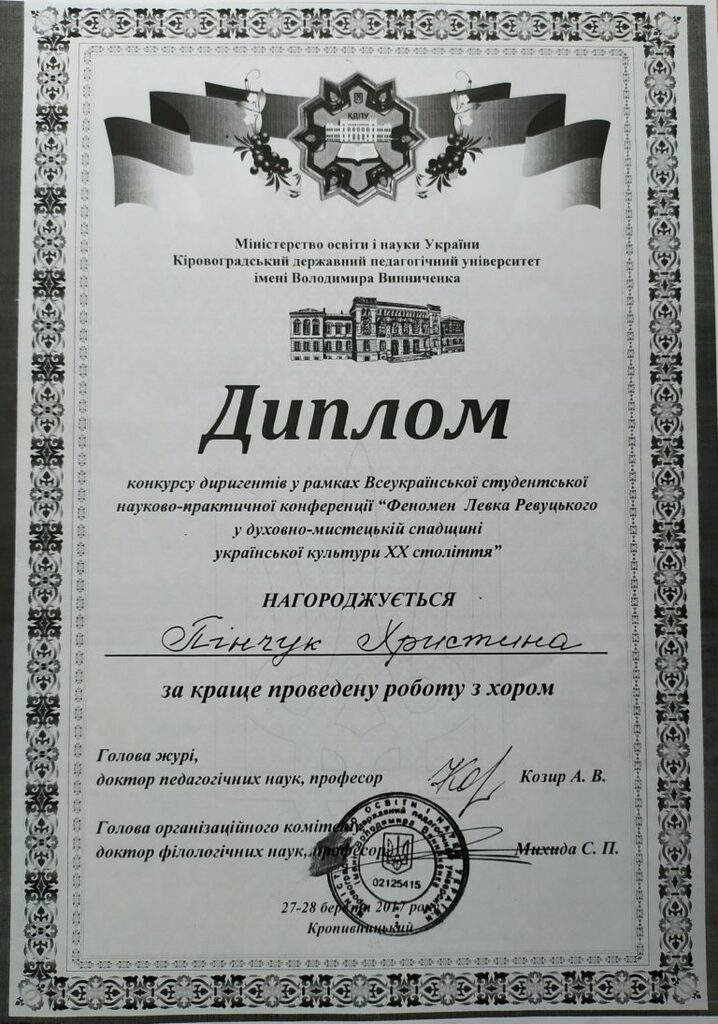 КДПУ
Міністерство освіти і науки України
Кіровоградський державний педагогічний університет
імені Володимира Винниченка
Диплом
конкурсу диригентів у рамках Всеукраїнської студентської
науково-практичної конференції “Феномен Левка Ревуцького
у духовно-мистецькій спадщині
української культури ХХ століття”
НАГОРОДЖУЄТЬСЯ
Пінчук Христина
за краще проведену роботу з хором
Голова журі,
доктор педагогічних наук, професор Козир А. В.
Голова організаційного комітету
доктор філологічних наук, професор Михида С. П.
02125415
27-28 березня 2017 року
Кропивницький